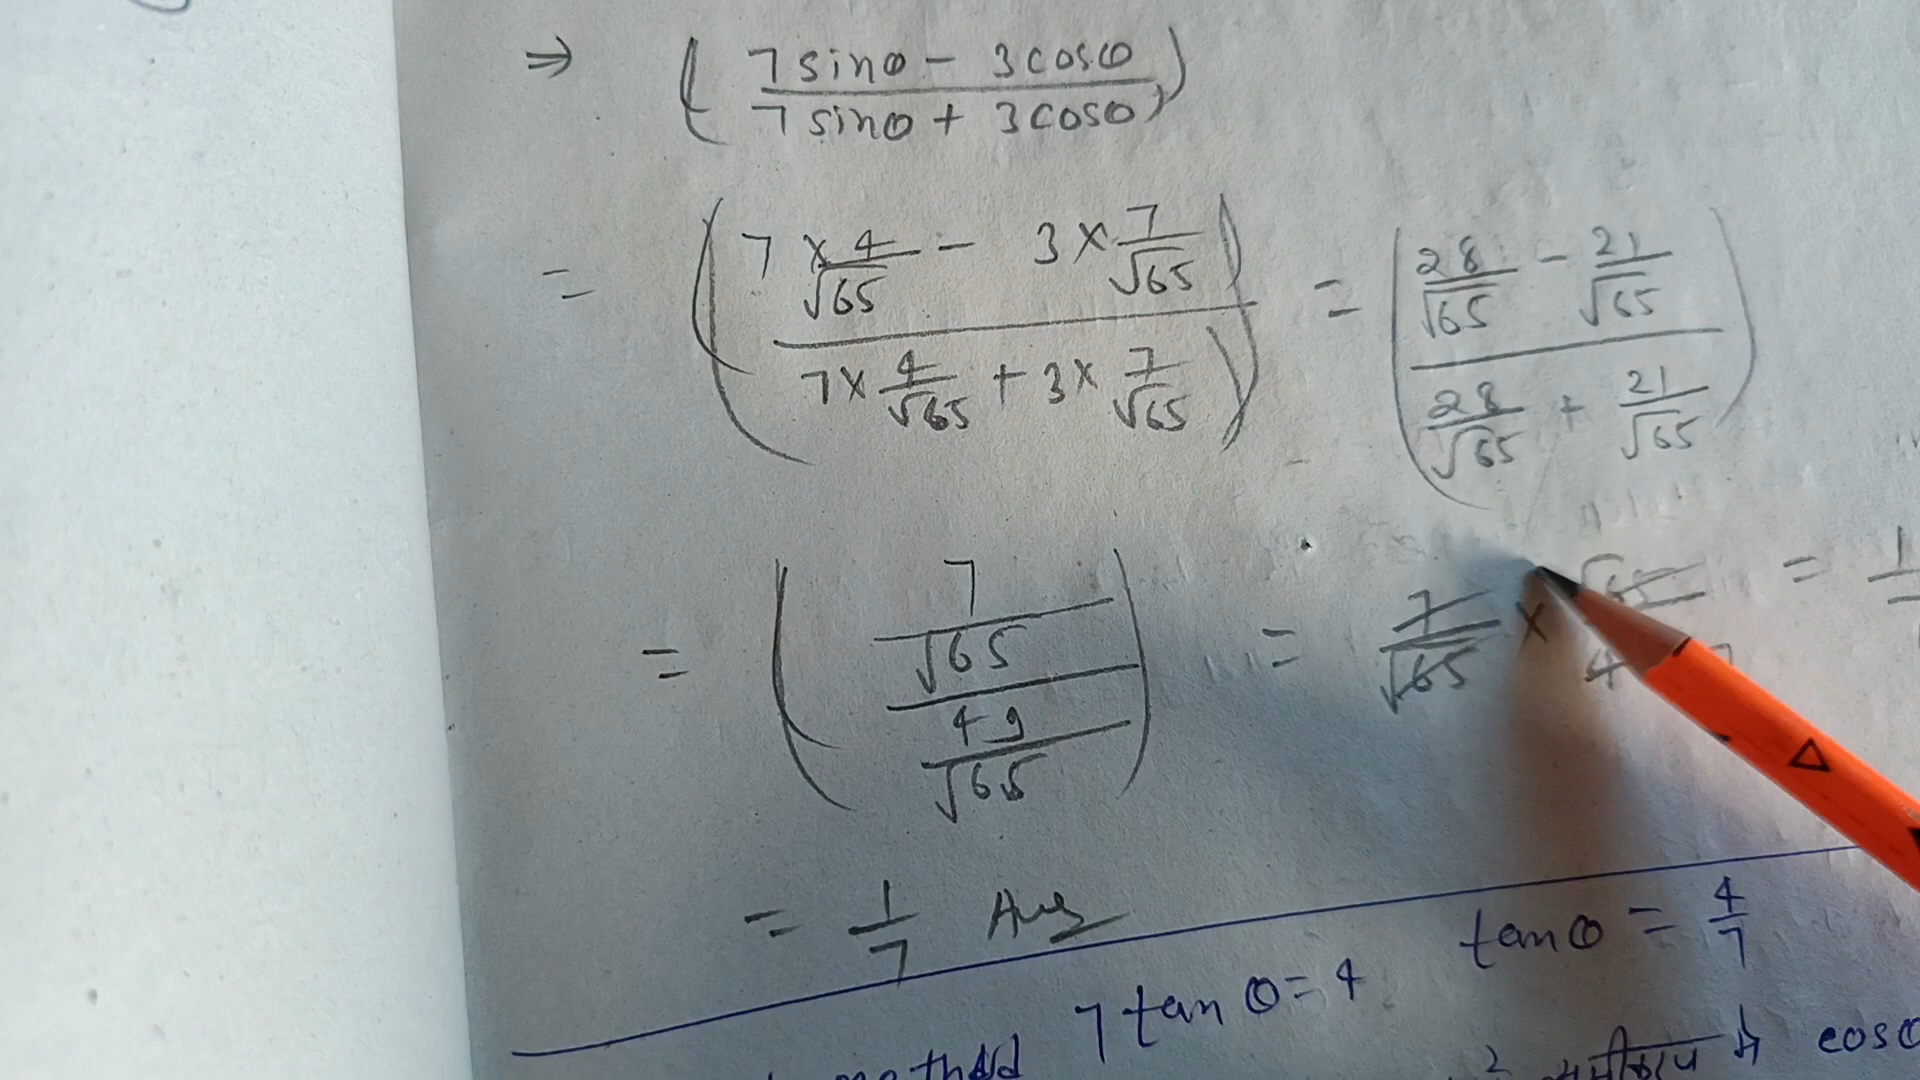 ⇒ ( (7sinθ - 3cosθ) / (7sinθ + 3cosθ) )
= ( (7 × 4/√65 - 3 × 7/√65) / (7 × 4/√65 + 3 × 7/√65) ) = ( (28/√65 - 21/√65) / (28/√65 + 21/√65) )
= ( (7/√65) / (49/√65) ) = 7/√65 ×
= 1/7 Ans
7 tan θ = 4 tan θ = 4/7
method 2 में